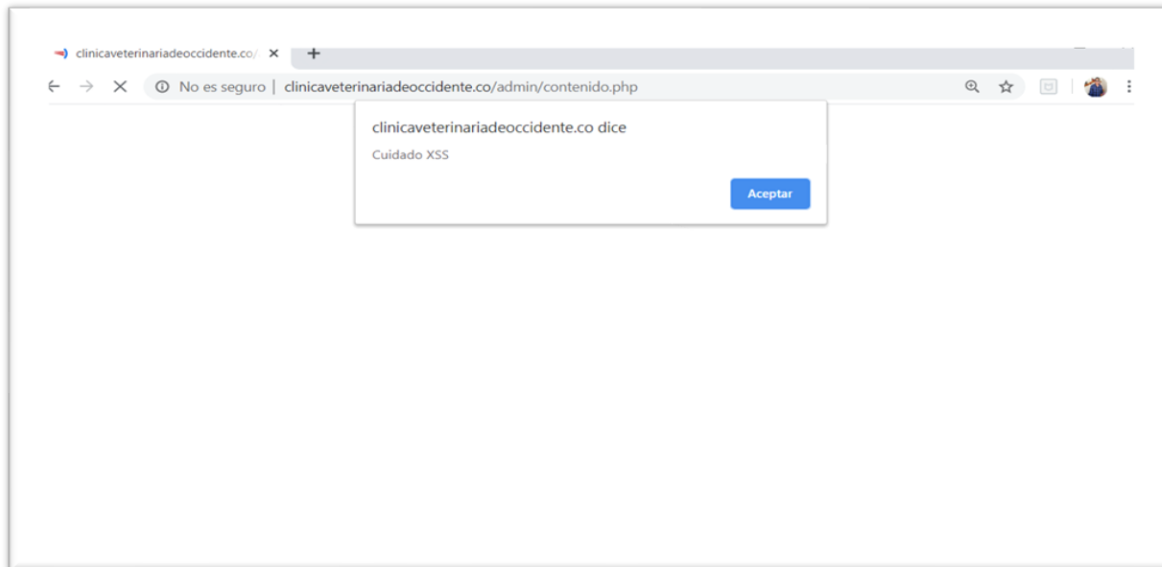 clinicaveterinariadeoccidente.co/
No es seguro | clinicaveterinariadeoccidente.co/admin/contenido.php
clinicaveterinariadeoccidente.co dice
Cuidado XSS
Aceptar